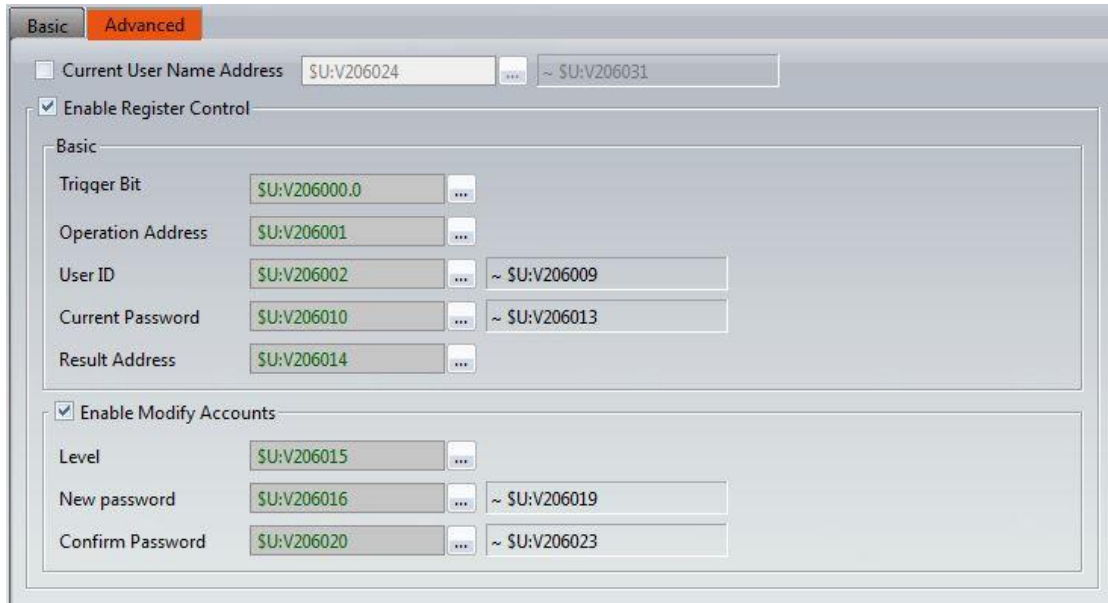 Basic Advanced
Current User Name Address $U:V206024 ... ~ $U:V206031
Enable Register Control
Basic
Trigger Bit $U:V206000.0 ...
Operation Address $U:V206001 ...
User ID $U:V206002 ... ~ $U:V206009
Current Password $U:V206010 ... ~ $U:V206013
Result Address $U:V206014 ...
Enable Modify Accounts
Level $U:V206015 ...
New password $U:V206016 ... ~ $U:V206019
Confirm Password $U:V206020 ... ~ $U:V206023